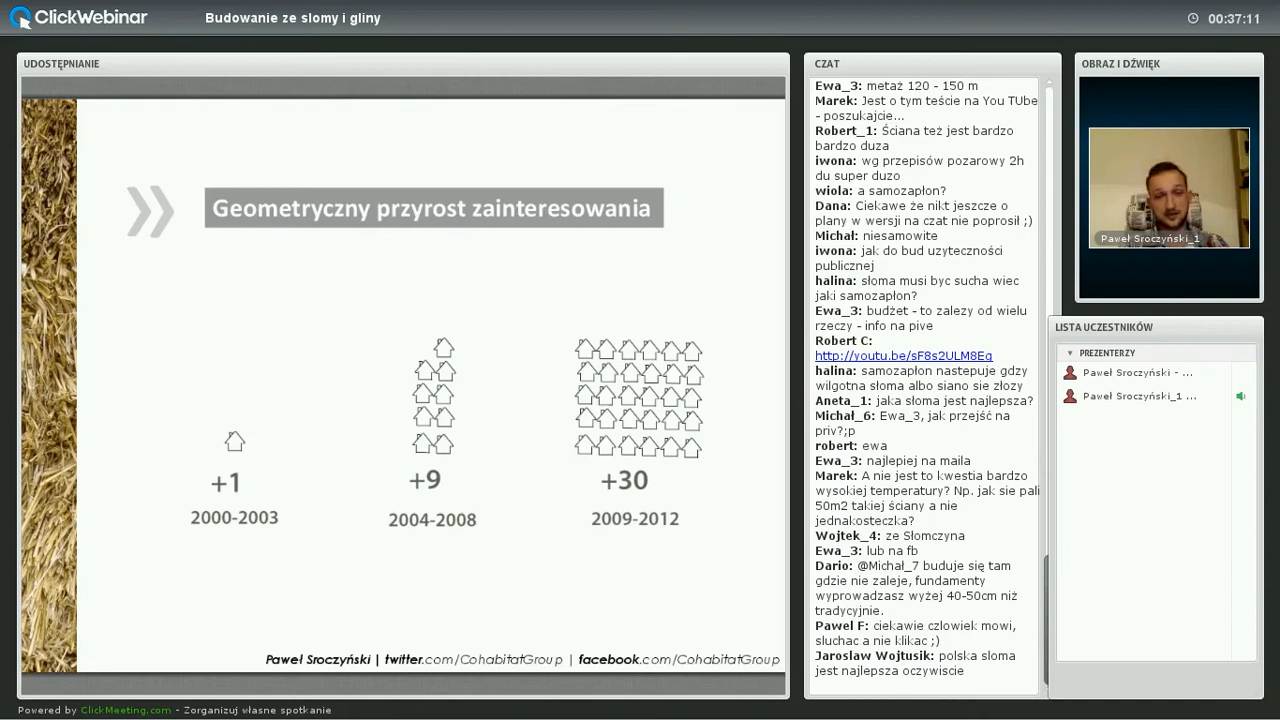 ClickWebinar
Budowanie ze slomy i gliny
00:37:11
UDOSTĘPNIANIE
Geometryczny przyrost zainteresowania
+1
+9
+30
2000-2003
2004-2008
2009-2012
Paweł Sroczyński | twitter.com/CohabitatGroup | facebook.com/CohabitatGroup
CZAT
Ewa_3: metaż 120 - 150 m
Marek: Jest o tym teście na You TUbe
- poszukajcie...
Robert_1: Ściana też jest bardzo
bardzo duza
iwona: wg przepisów pozarowy 2h
du super duzo
wiola: a samozapłon?
Dana: Ciekawe że nikt jeszcze o
plany w wersji na czat nie poprosił ;)
Michał: niesamowite
iwona: jak do bud uzyteczności
publicznej
halina: słoma musi byc sucha wiec
jaki samozapłon?
Ewa_3: budżet - to zalezy od wielu
rzeczy - info na pive
Robert C:
http://youtu.be/sF8s2ULM8Eg
halina: samozapłon nastepuje gdzy
wilgotna słoma albo siano sie złozy
Aneta_1: jaka słoma jest najlepsza?
Michał_6: Ewa_3, jak przejść na
priv?;p
robert: ewa
Ewa_3: najlepiej na maila
Marek: A nie jest to kwestia bardzo
wysokiej temperatury? Np. jak sie pali
50m2 takiej ściany a nie
jednakosteczka?
Wojtek_4: ze Słomczyna
Ewa_3: lub na fb
Dario: @Michał_7 buduje się tam
gdzie nie zaleje, fundamenty
wyprowadzasz wyżej 40-50cm niż
tradycyjnie.
Pawel F: ciekawie czlowiek mowi,
sluchac a nie klikac ;)
Jaroslaw Wojtusik: polska sloma
jest najlepsza oczywiscie
OBRAZ I DŹWIĘK
Paweł Sroczyński_1
LISTA UCZESTNIKÓW
PREZENTERZY
Paweł Sroczyński - ...
Paweł Sroczyński_1 ...
Powered by ClickMeeting.com - Zorganizuj własne spotkanie